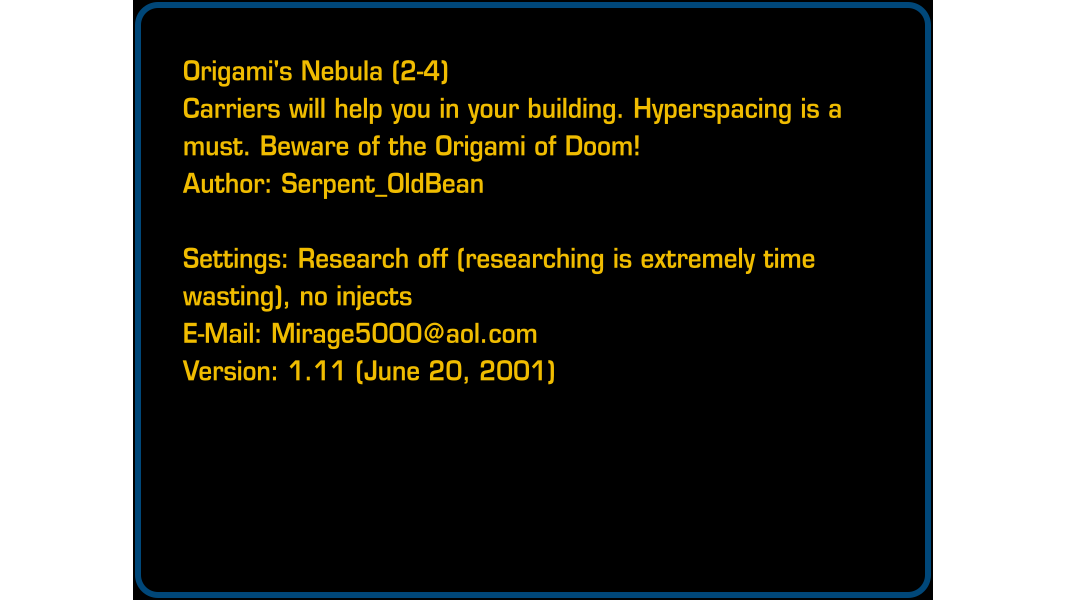 Origami's Nebula (2-4)
Carriers will help you in your building. Hyperspacing is a
must. Beware of the Origami of Doom!
Author: Serpent_OldBean
Settings: Research off (researching is extremely time
wasting), no injects
E-Mail: Mirage5000@aol.com
Version: 1.11 (June 20, 2001)